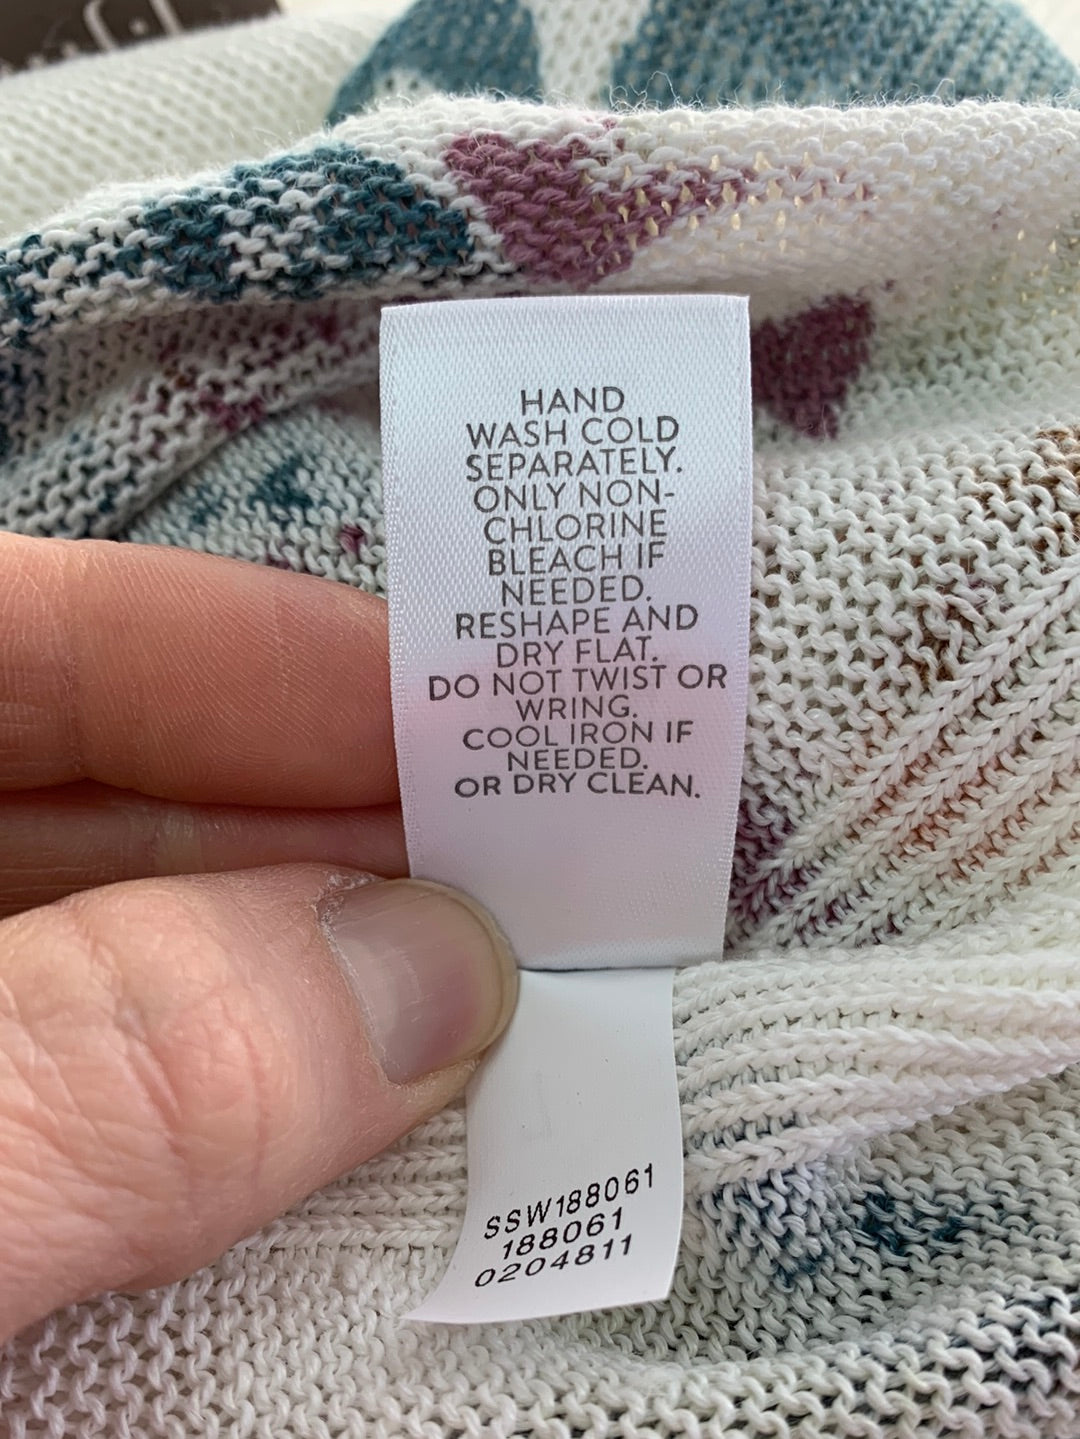 HAND
WASH COLD
SEPARATELY.
ONLY NON-
CHLORINE
BLEACH IF
NEEDED.
RESHAPE AND
DRY FLAT.
DO NOT TWIST OR
WRING.
COOL IRON IF
NEEDED.
OR DRY CLEAN.
SSW188061
188061
0204811